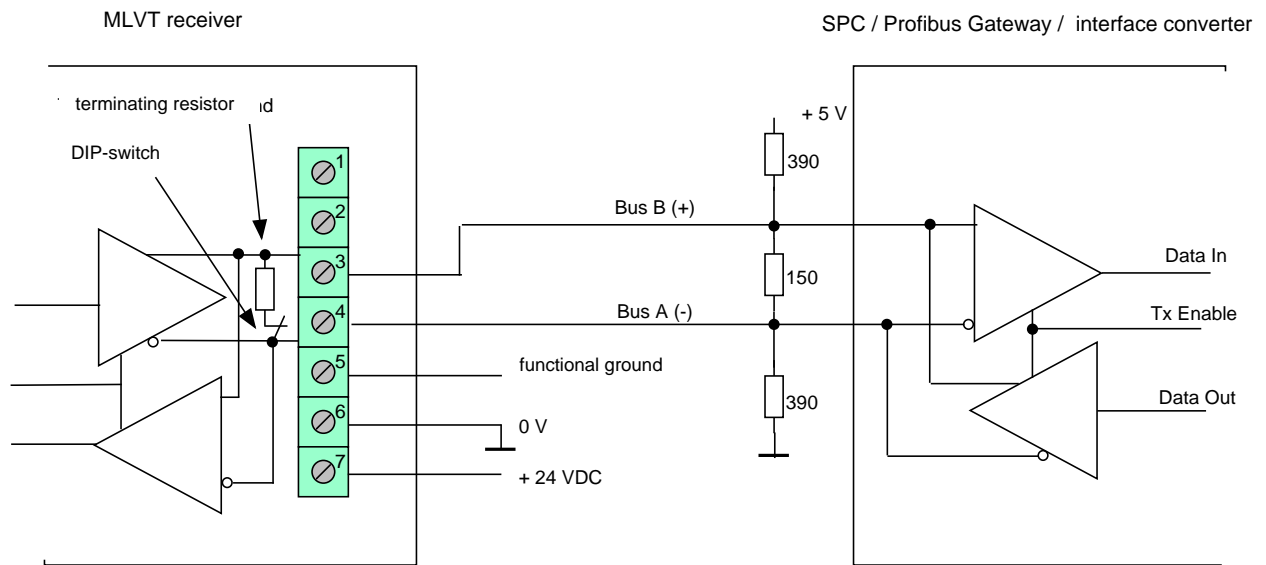 MLVT receiver
SPC / Profibus Gateway / interface converter
terminating resistor
DIP-switch
1
2
3
4
5
6
7
Bus B (+)
Bus A (-)
functional ground
0 V
+ 24 VDC
+ 5 V
390
150
390
Data In
Tx Enable
Data Out